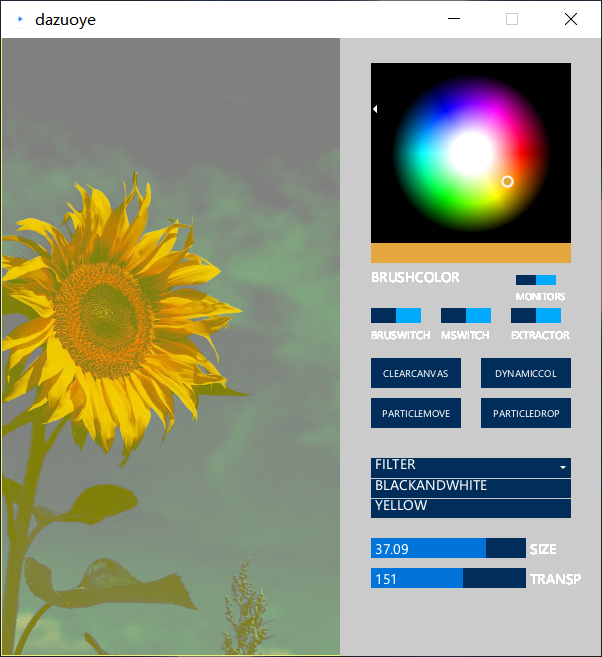 dazuoye
BRUSHCOLOR
MONITORS
BRUSWITCH MSWITCH EXTRACTOR
CLEARCANVAS DYNAMICCOL
PARTICLEMOVE PARTICLEDROP
FILTER
BLACKANDWHITE
YELLOW
37.09 SIZE
151 TRANSP